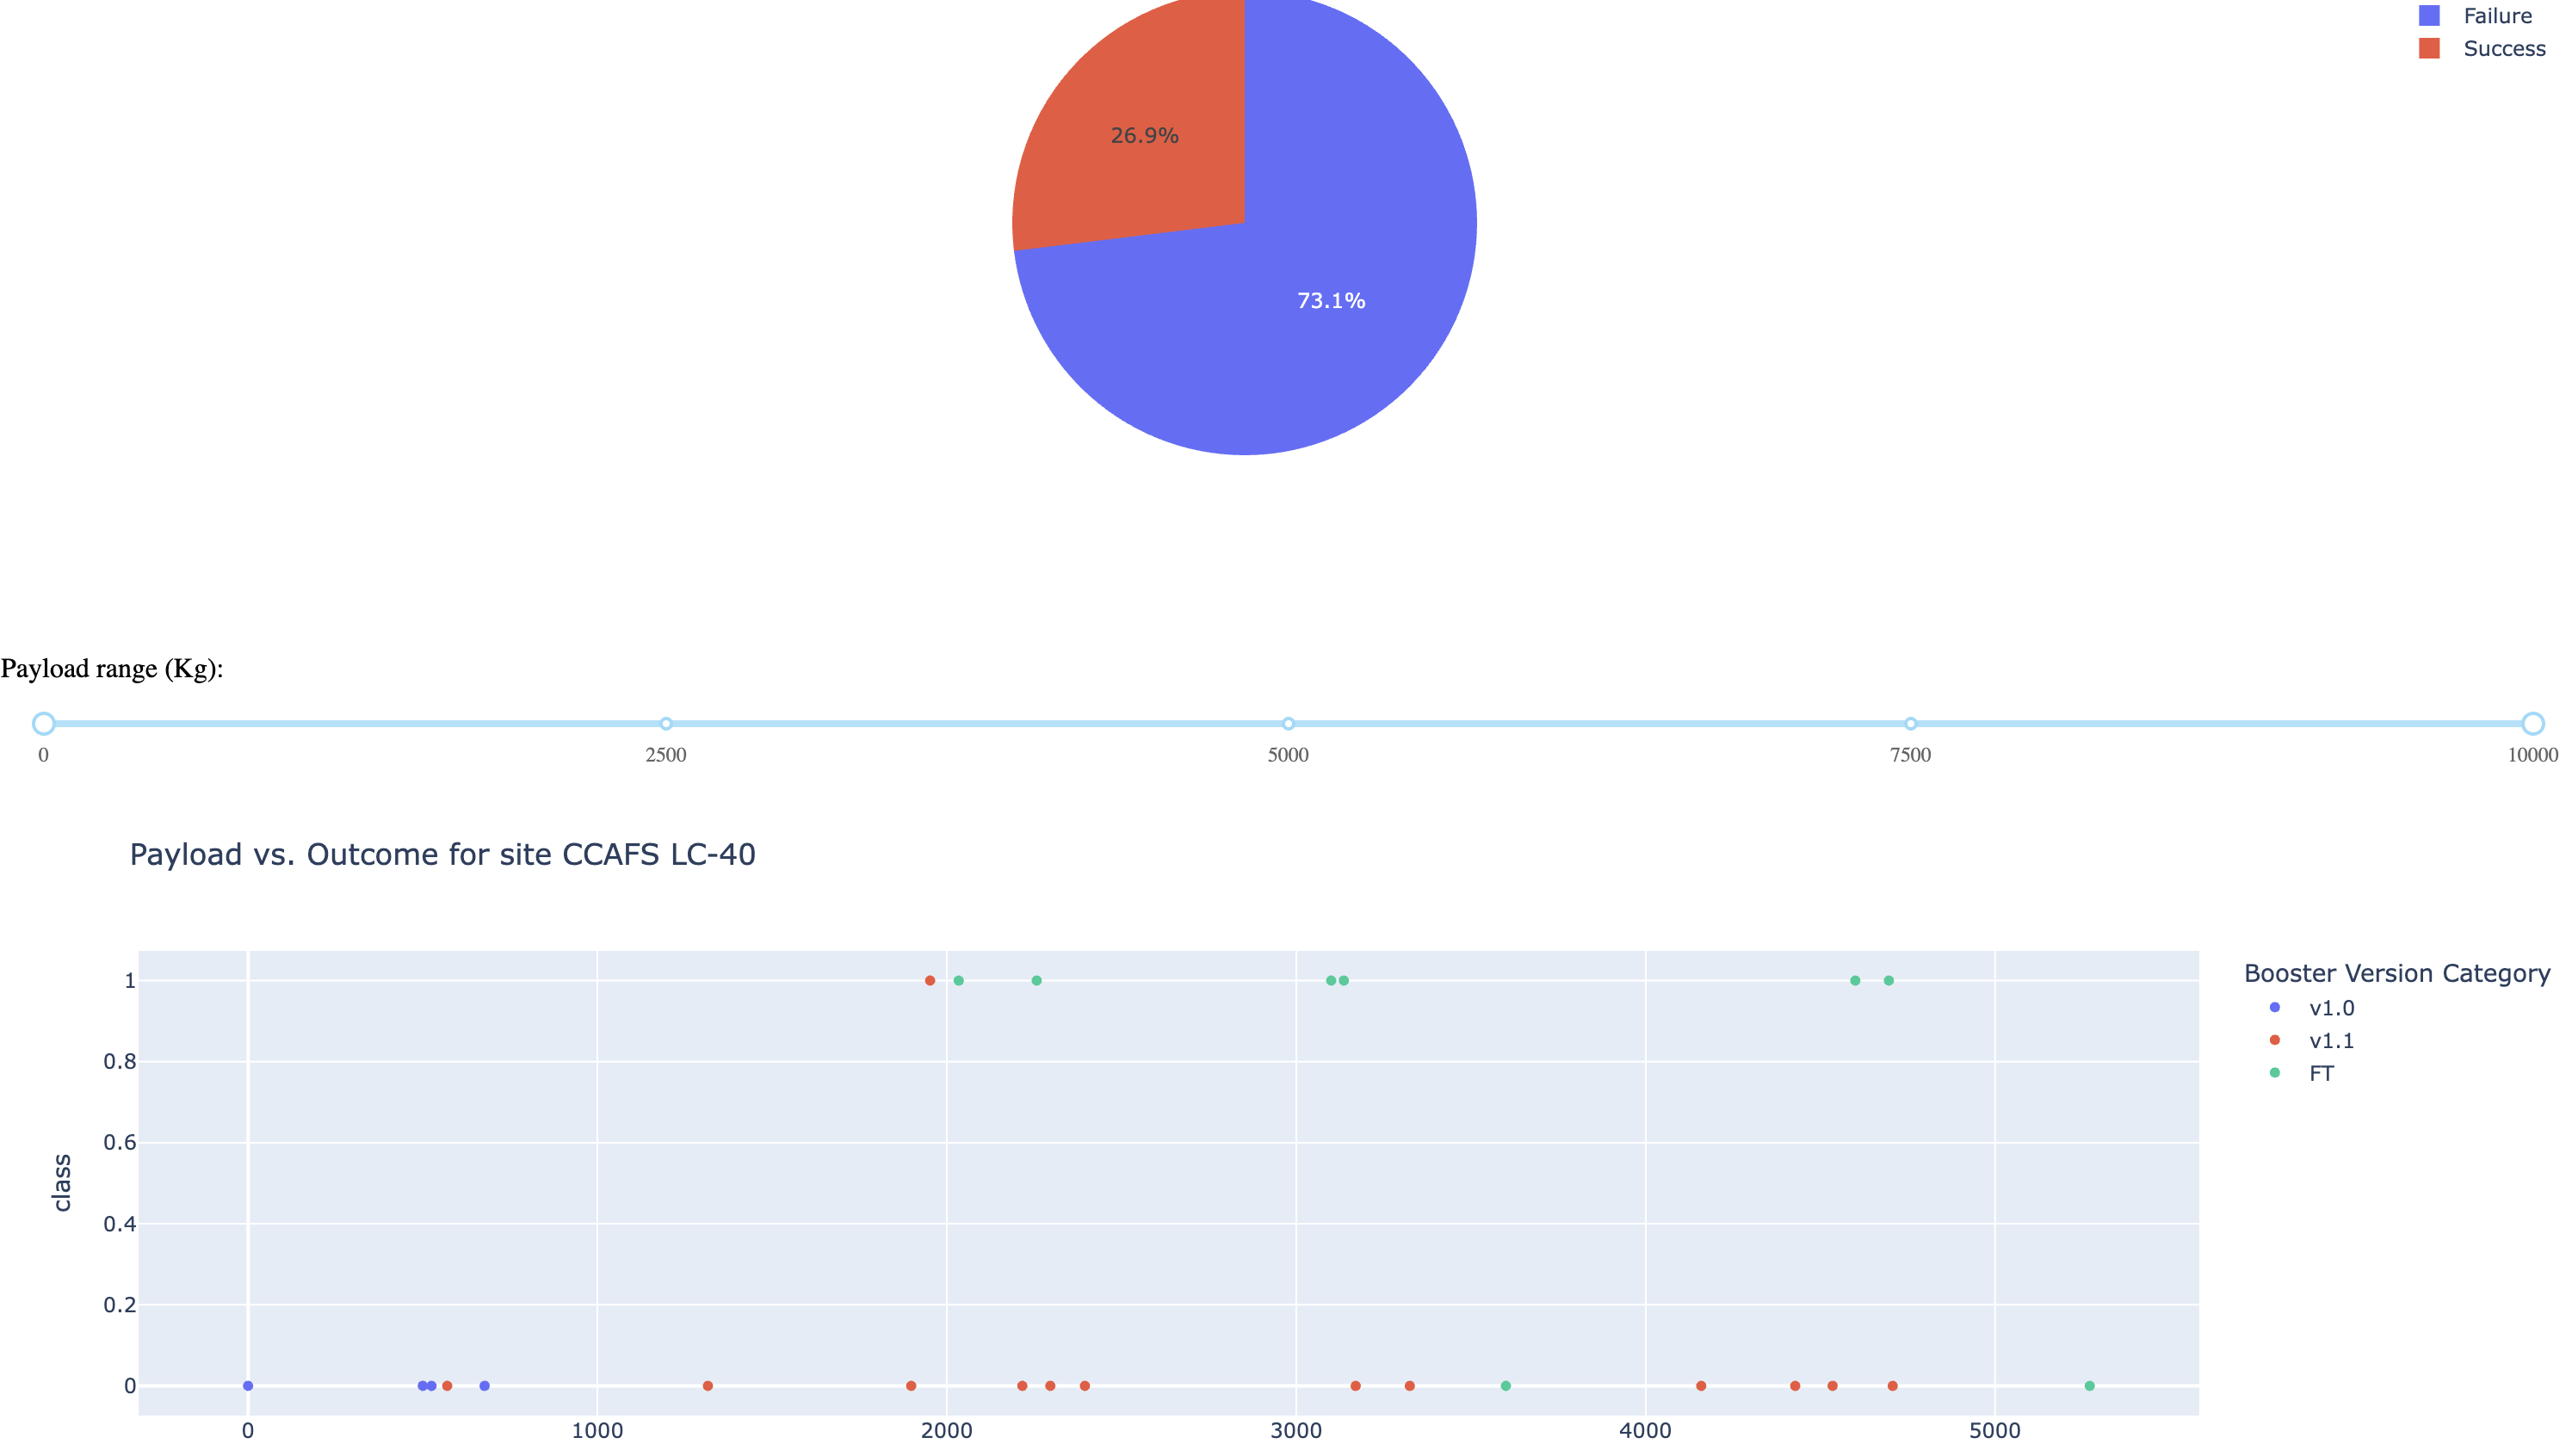 Failure
Success
26.9%
73.1%
Payload range (Kg):
0 2500 5000 7500 10000
Payload vs. Outcome for site CCAFS LC-40
Booster Version Category
v1.0
v1.1
FT
1
0.8
0.6
0.4
0.2
0
class
0 1000 2000 3000 4000 5000